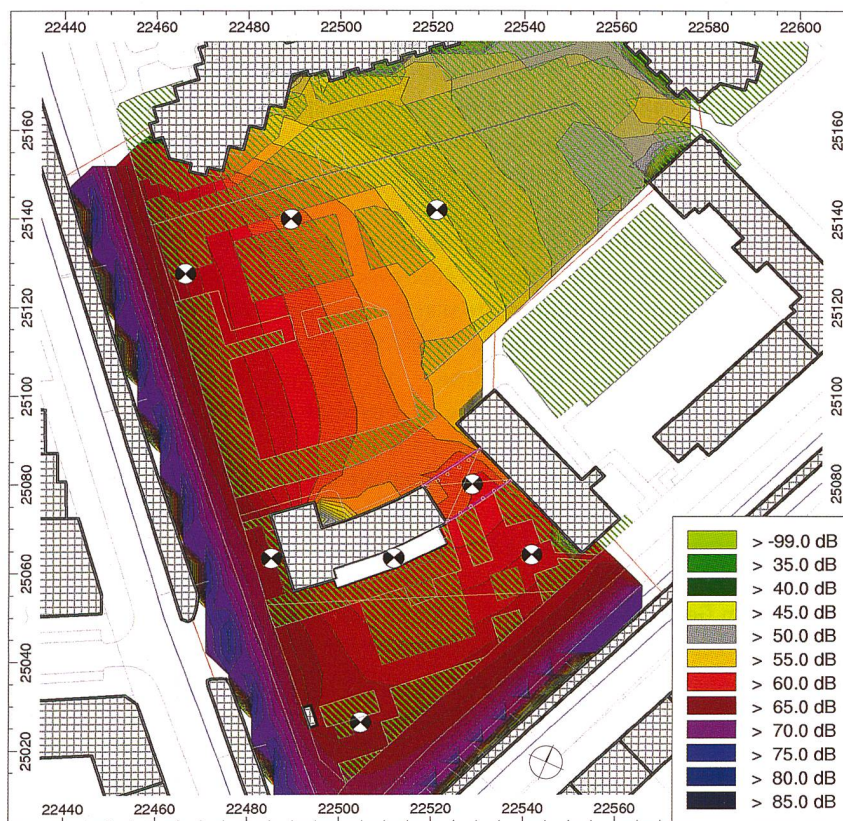 22440 22460 22480 22500 22520 22540 22560 22580 22600
25160 25160
25140 25140
25120 25120
25100 25100
25080 25080
25060
25040
25020
> -99.0 dB
> 35.0 dB
> 40.0 dB
> 45.0 dB
> 50.0 dB
> 55.0 dB
> 60.0 dB
> 65.0 dB
> 70.0 dB
> 75.0 dB
> 80.0 dB
> 85.0 dB
22440 22460 22480 22500 22520 22540 22560